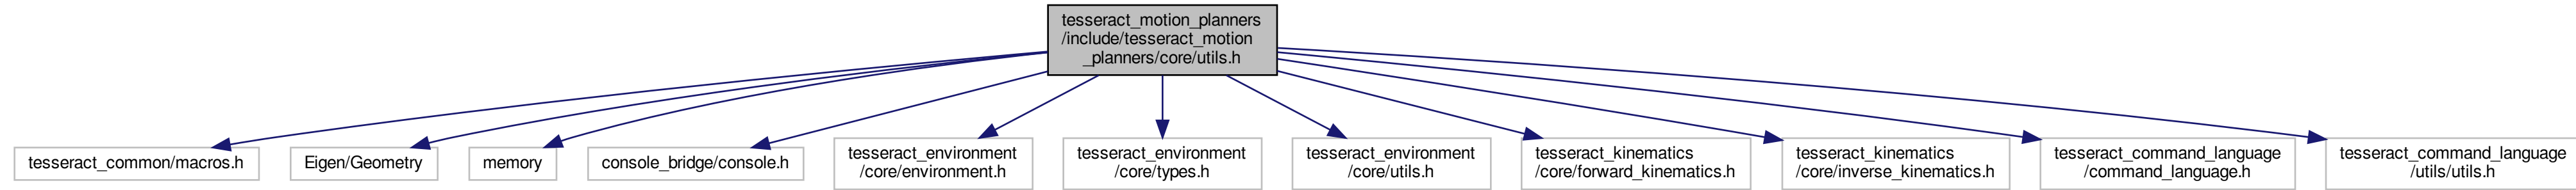 tesseract_motion_planners
/include/tesseract_motion
_planners/core/utils.h
tesseract_common/macros.h
Eigen/Geometry
memory
console_bridge/console.h
tesseract_environment
/core/environment.h
tesseract_environment
/core/types.h
tesseract_environment
/core/utils.h
tesseract_kinematics
/core/forward_kinematics.h
tesseract_kinematics
/core/inverse_kinematics.h
tesseract_command_language
/command_language.h
tesseract_command_language
/utils/utils.h